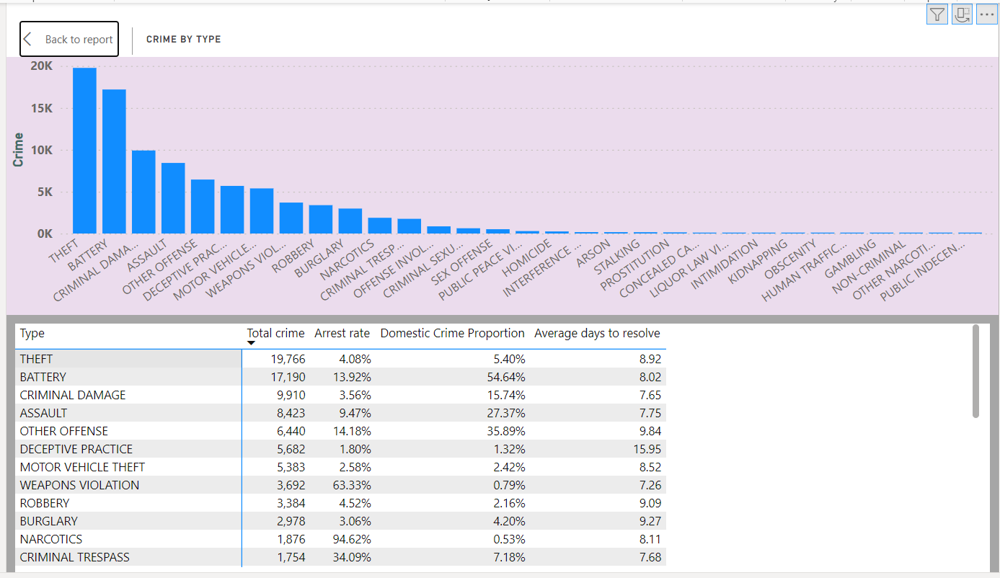 Back to report
CRIME BY TYPE
20K
15K
10K
5K
0K
Crime
THEFT
BATTERY
CRIMINAL DAMA...
ASSAULT
OTHER OFFENSE
DECEPTIVE PRAC...
MOTOR VEHICLE...
WEAPONS VIOL...
ROBBERY
BURGLARY
NARCOTICS
CRIMINAL TRESP...
OFFENSE INVOL...
CRIMINAL SEXU...
SEX OFFENSE
PUBLIC PEACE VI...
HOMICIDE
INTERFERENCE ...
ARSON
STALKING
PROSTITUTION
CONCEALED CA...
LIQUOR LAW VI...
INTIMIDATION
KIDNAPPING
OBSCENITY
HUMAN TRAFFIC...
GAMBLING
NON-CRIMINAL
OTHER NARCOTI...
PUBLIC INDECEN...
Type Total crime Arrest rate Domestic Crime Proportion Average days to resolve
THEFT 19,766 4.08% 5.40% 8.92
BATTERY 17,190 13.92% 54.64% 8.02
CRIMINAL DAMAGE 9,910 3.56% 15.74% 7.65
ASSAULT 8,423 9.47% 27.37% 7.75
OTHER OFFENSE 6,440 14.18% 35.89% 9.84
DECEPTIVE PRACTICE 5,682 1.80% 1.32% 15.95
MOTOR VEHICLE THEFT 5,383 2.58% 2.42% 8.52
WEAPONS VIOLATION 3,692 63.33% 0.79% 7.26
ROBBERY 3,384 4.52% 2.16% 9.09
BURGLARY 2,978 3.06% 4.20% 9.27
NARCOTICS 1,876 94.62% 0.53% 8.11
CRIMINAL TRESPASS 1,754 34.09% 7.18% 7.68